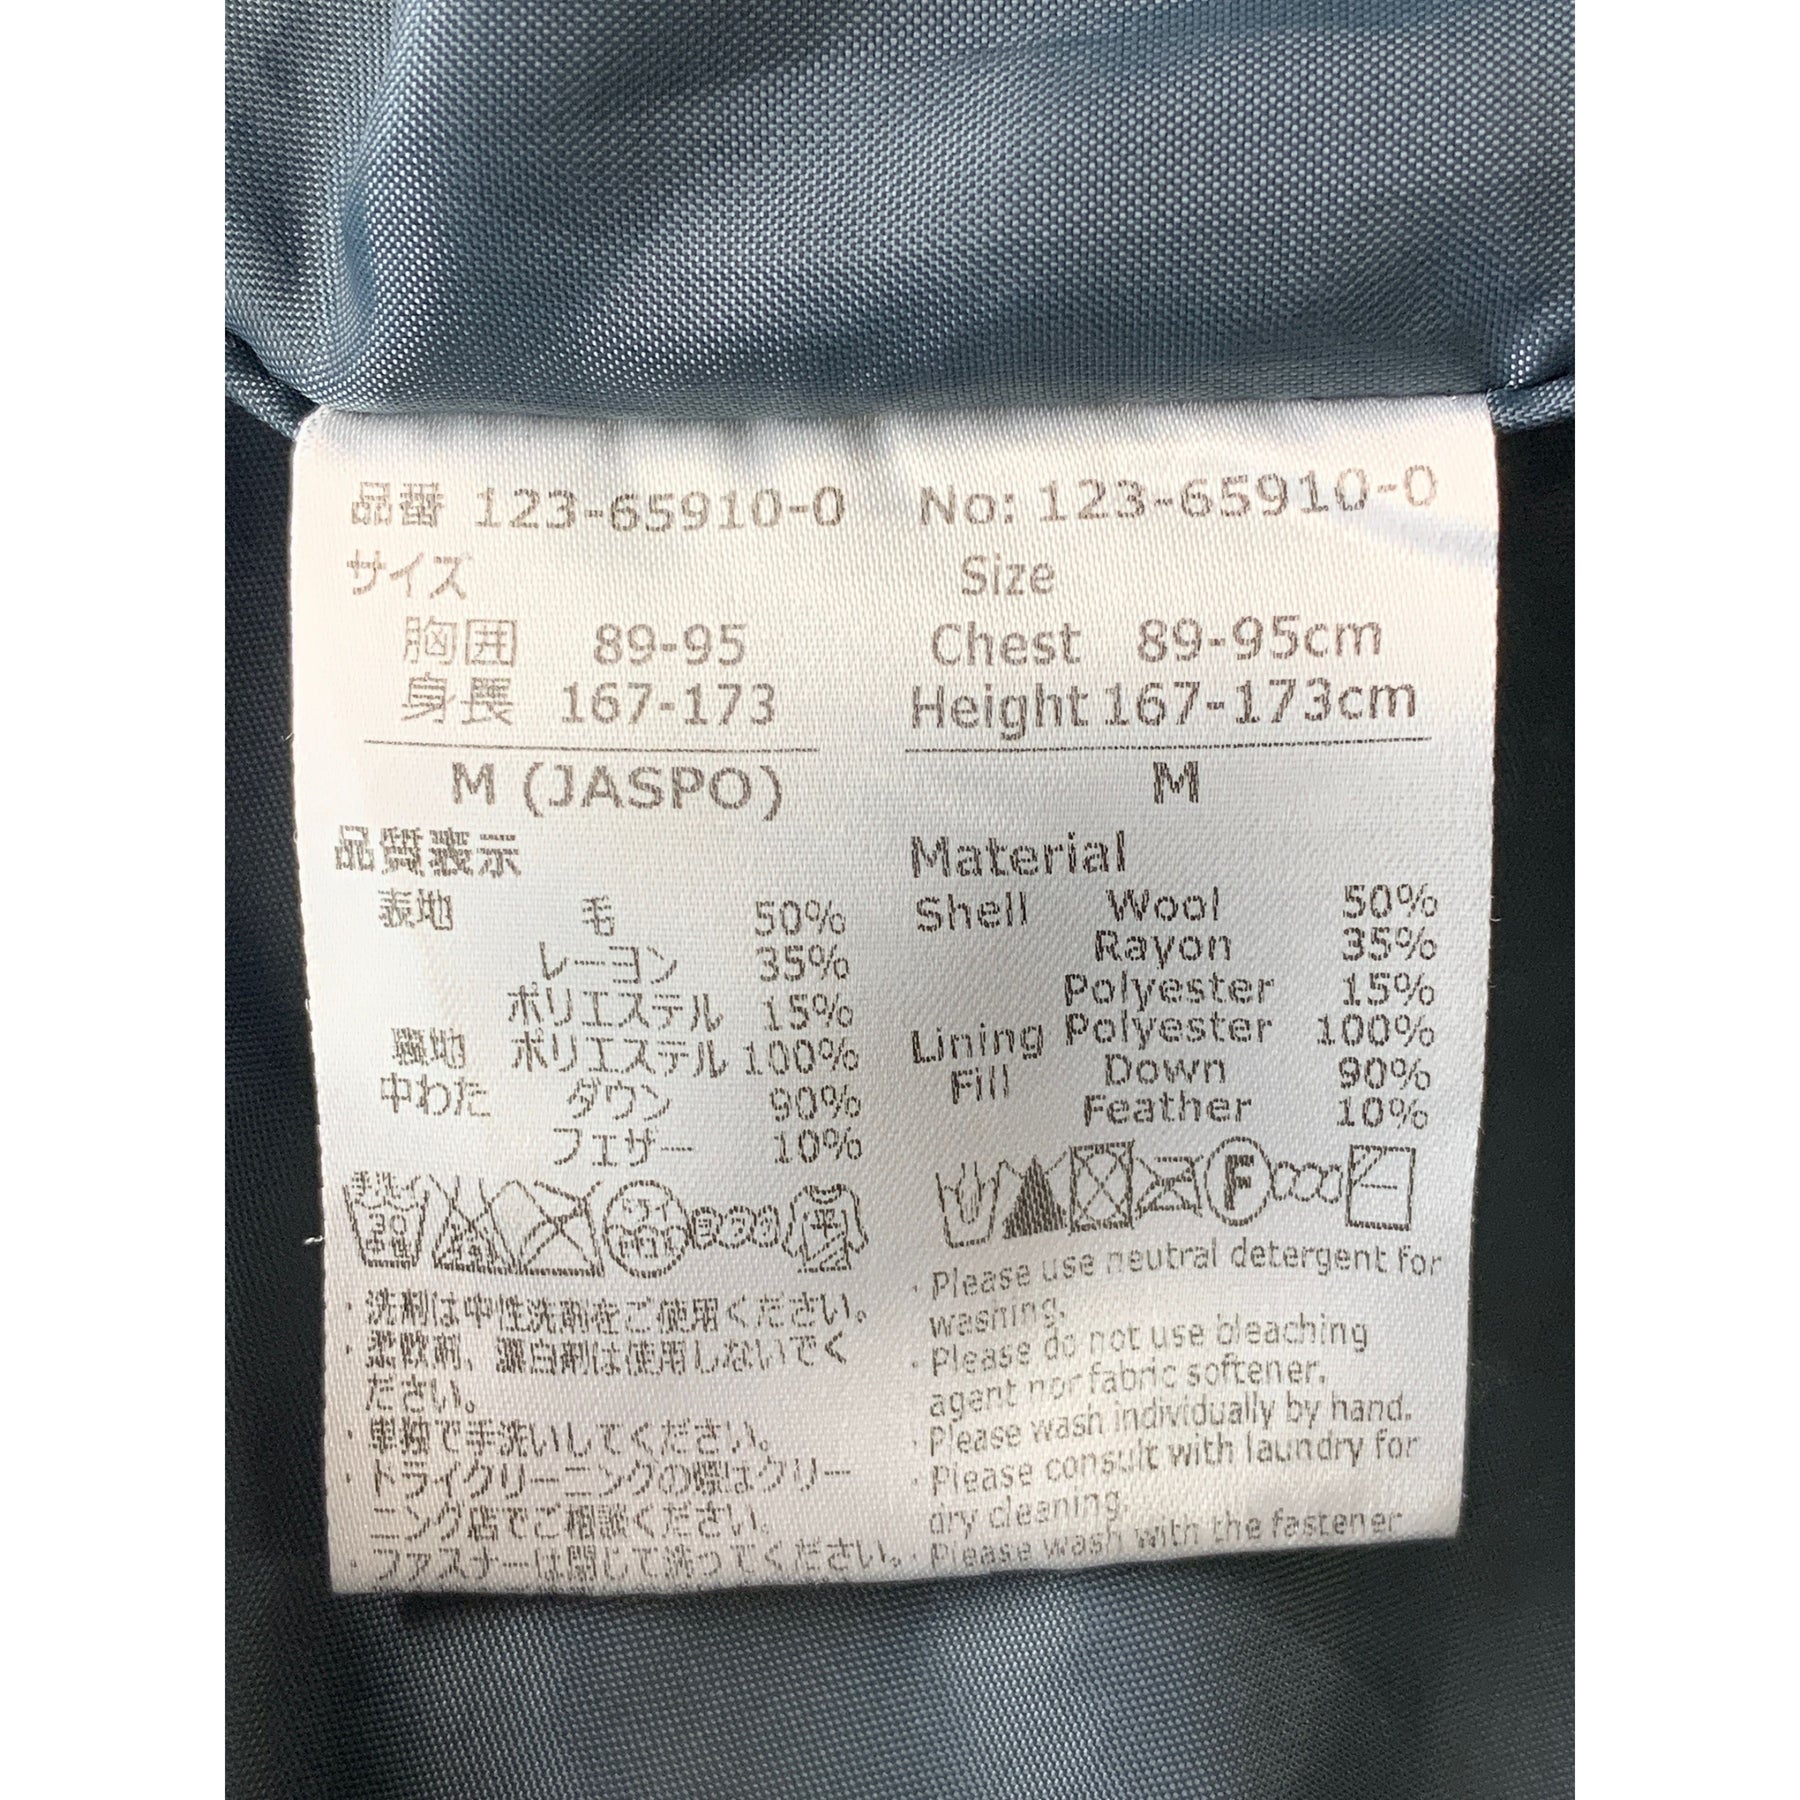 品番 123-65910-0
サイズ
胸囲 89-95
身長 167-173
M (JASPO)
品質表示
表地 毛 50%
レーヨン 35%
ポリエステル 15%
裏地 ポリエステル 100%
中わた ダウン 90%
フェザー 10%
手洗イ
30
中性
ドライ
平
・洗剤は中性洗剤をご使用ください。
・柔軟剤、漂白剤は使用しないでく
ださい。
・単独で手洗いしてください。
・ドライクリーニングの際はクリー
ニング店でご相談ください。
・ファスナーは閉じて洗ってください。
No: 123-65910-0
Size
Chest 89-95cm
Height 167-173cm
M
Material
Shell Wool 50%
Rayon 35%
Polyester 15%
Lining Polyester 100%
Fill Down 90%
Feather 10%
F
・Please use neutral detergent for
washing.
・Please do not use bleaching
agent nor fabric softener.
・Please wash individually by hand.
・Please consult with laundry for
dry cleaning.
・Please wash with the fastener